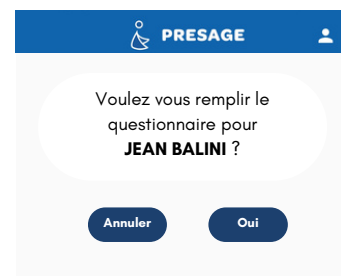 PRESAGE
Voulez vous remplir le
questionnaire pour
JEAN BALINI ?
Annuler
Oui